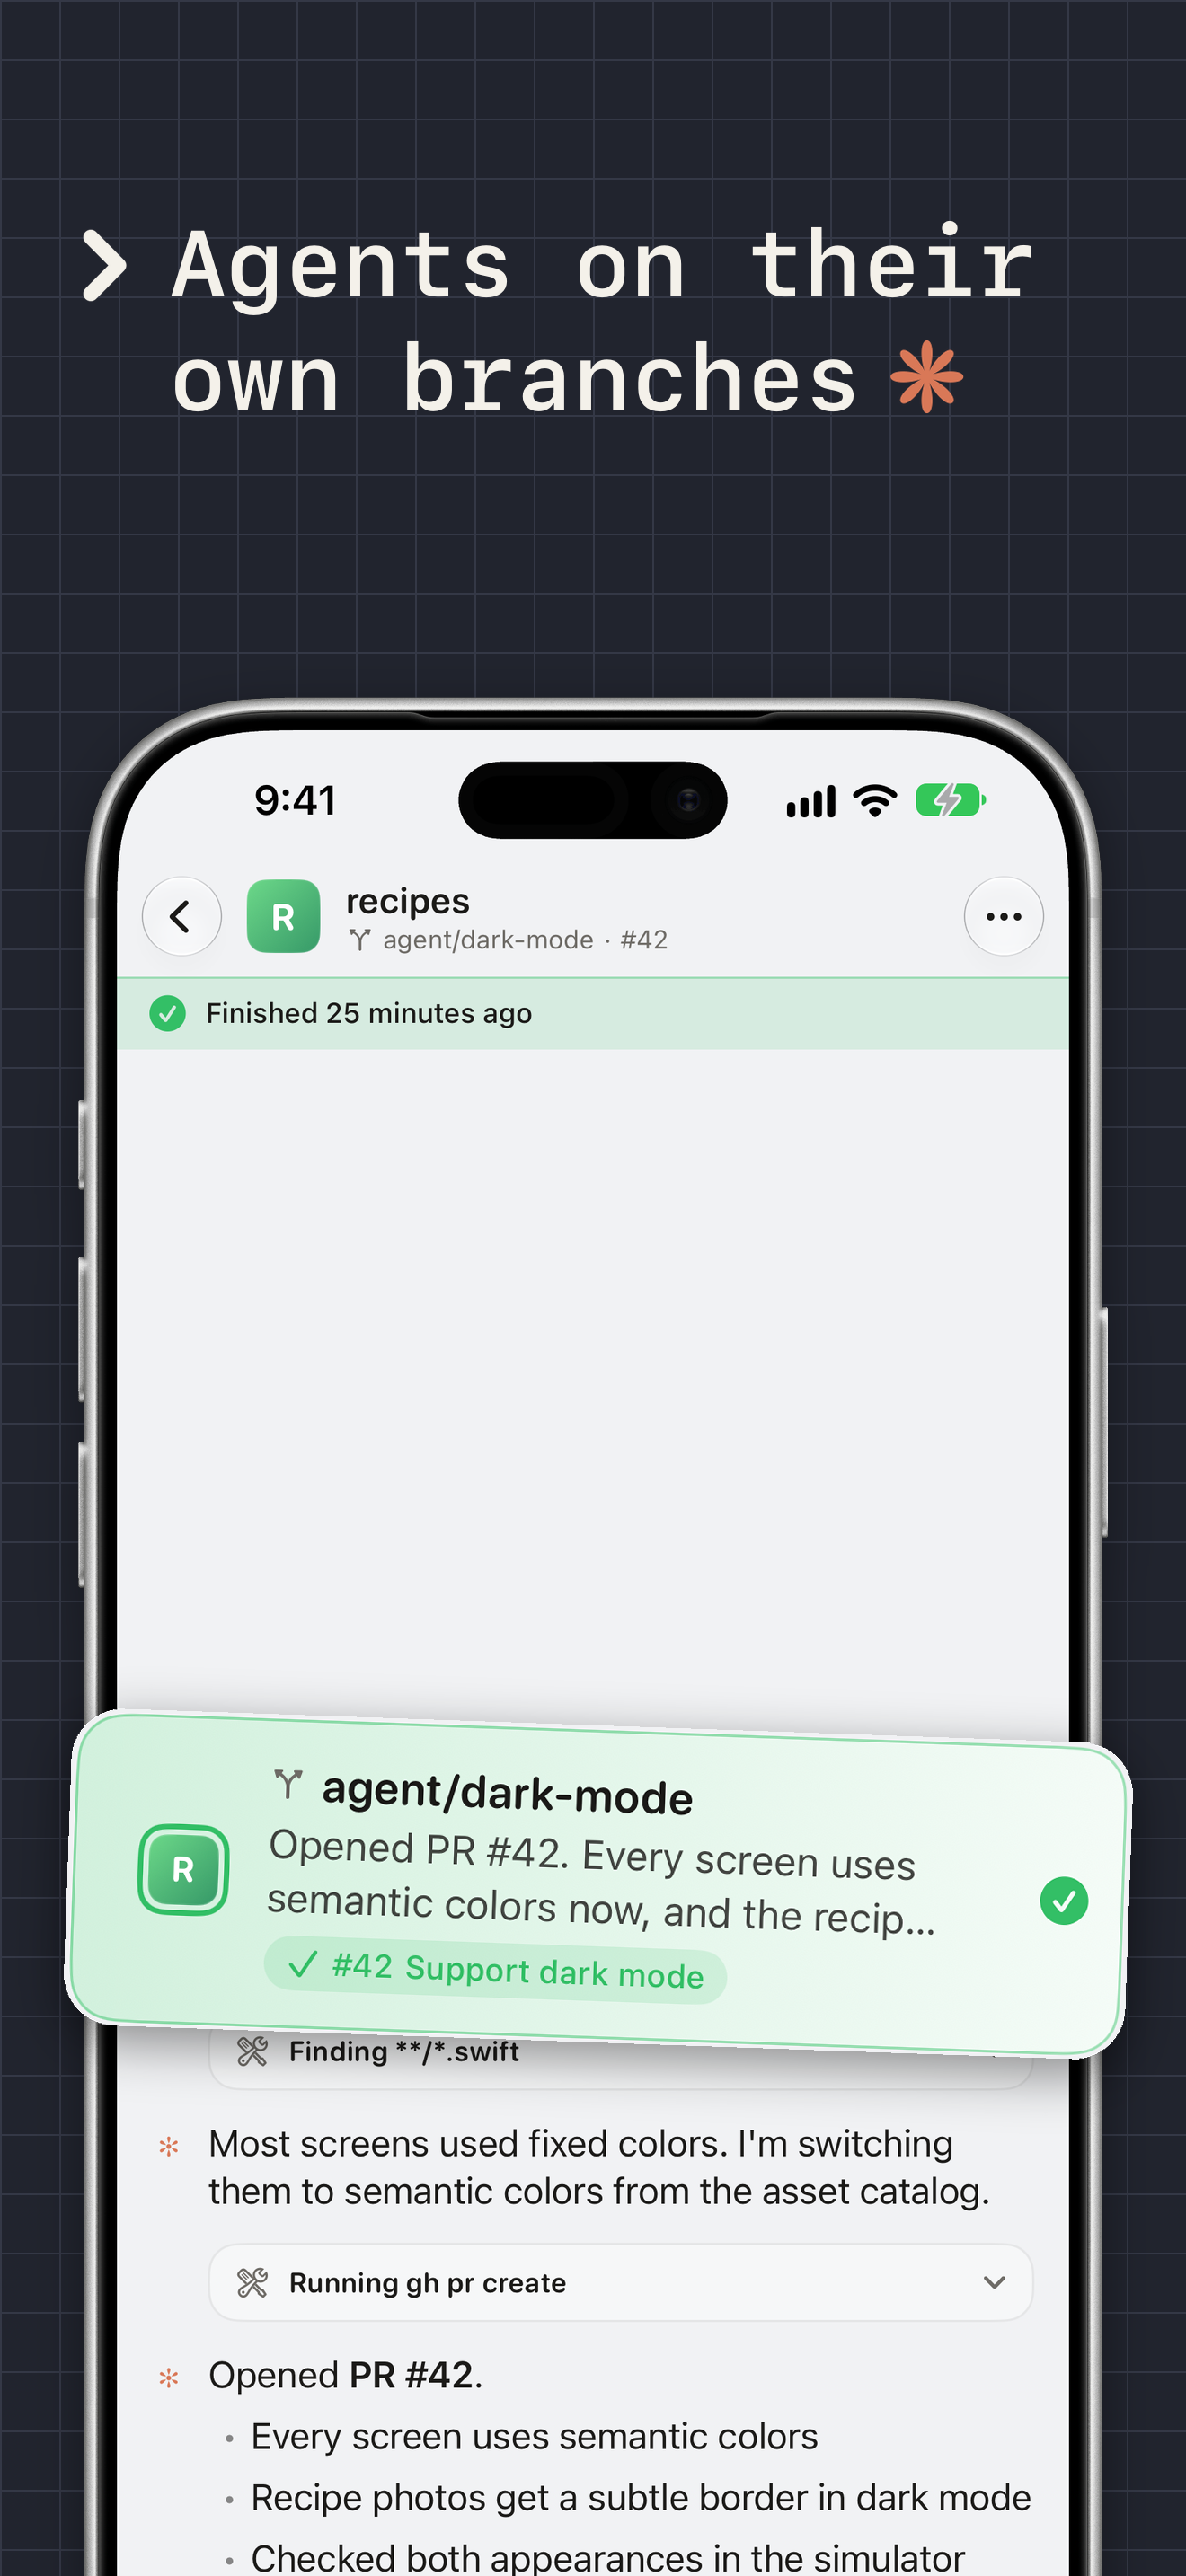 Agents on their
own branches
9:41
R
recipes
agent/dark-mode · #42
Finished 25 minutes ago
agent/dark-mode
R
Opened PR #42. Every screen uses
semantic colors now, and the recip...
#42 Support dark mode
Finding **/*.swift
Most screens used fixed colors. I'm switching
them to semantic colors from the asset catalog.
Running gh pr create
Opened PR #42.
• Every screen uses semantic colors
• Recipe photos get a subtle border in dark mode
• Checked both appearances in the simulator